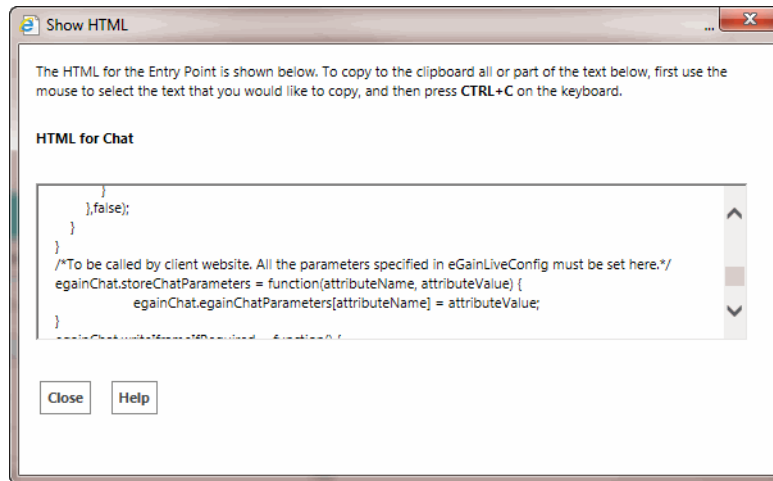 Show HTML
...
x
The HTML for the Entry Point is shown below. To copy to the clipboard all or part of the text below, first use the
mouse to select the text that you would like to copy, and then press CTRL+C on the keyboard.
HTML for Chat
}
},false);
}
}
/*To be called by client website. All the parameters specified in eGainLiveConfig must be set here.*/
egainChat.storeChatParameters = function(attributeName, attributeValue) {
egainChat.egainChatParameters[attributeName] = attributeValue;
}
egainChat.writeIframeIfRequired = function() {
Close Help